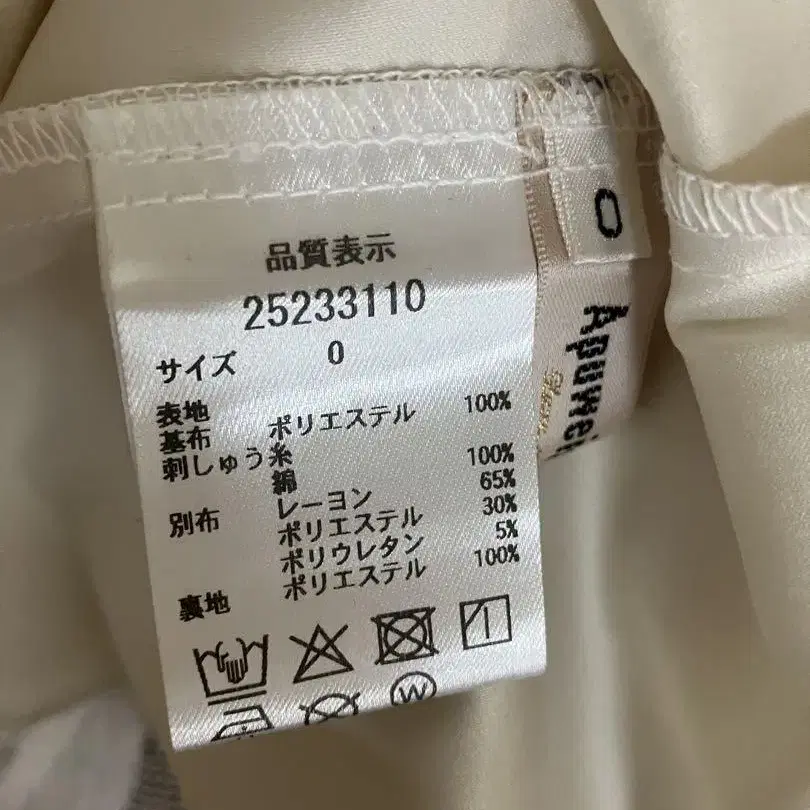 品質表示
25233110
サイズ 0
表地
基布 ポリエステル 100%
刺しゅう糸
綿 100%
別布 レーヨン 65%
ポリエステル 30%
ポリウレタン 5%
裏地 ポリエステル 100%
W
0
Apuwei